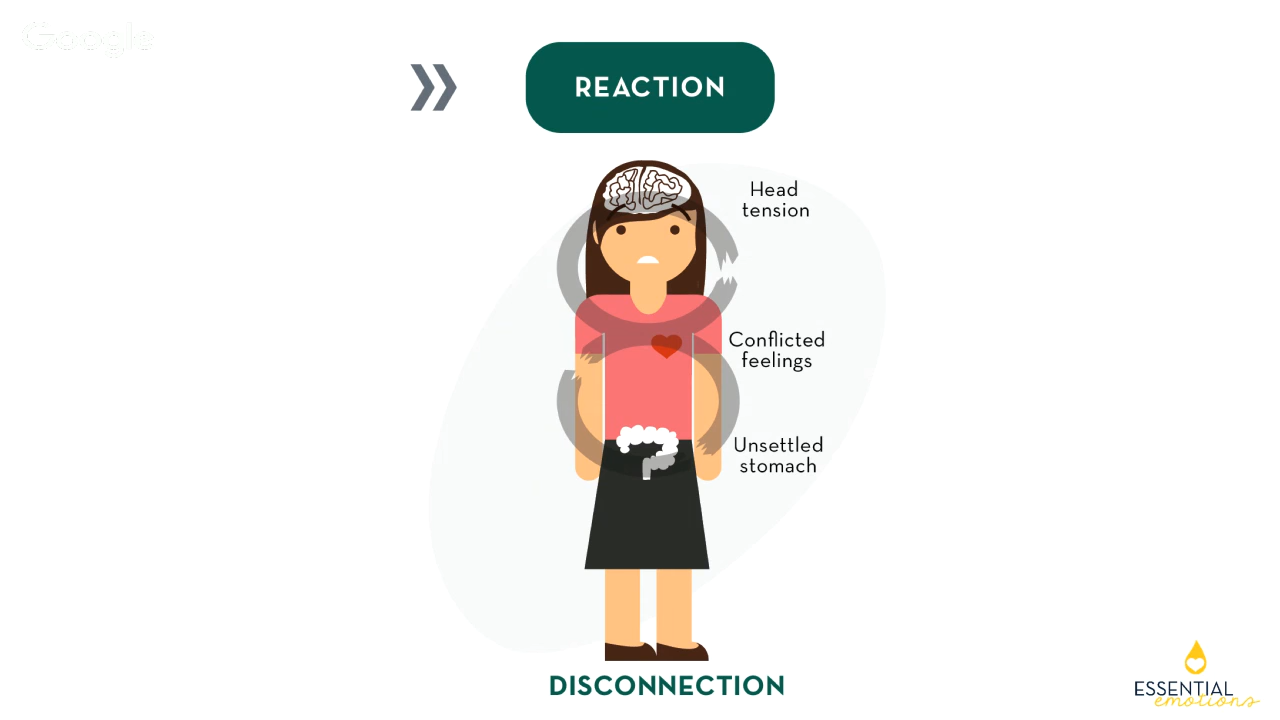 Google
REACTION
Head
tension
Conflicted
feelings
Unsettled
stomach
DISCONNECTION
ESSENTIAL
emotions